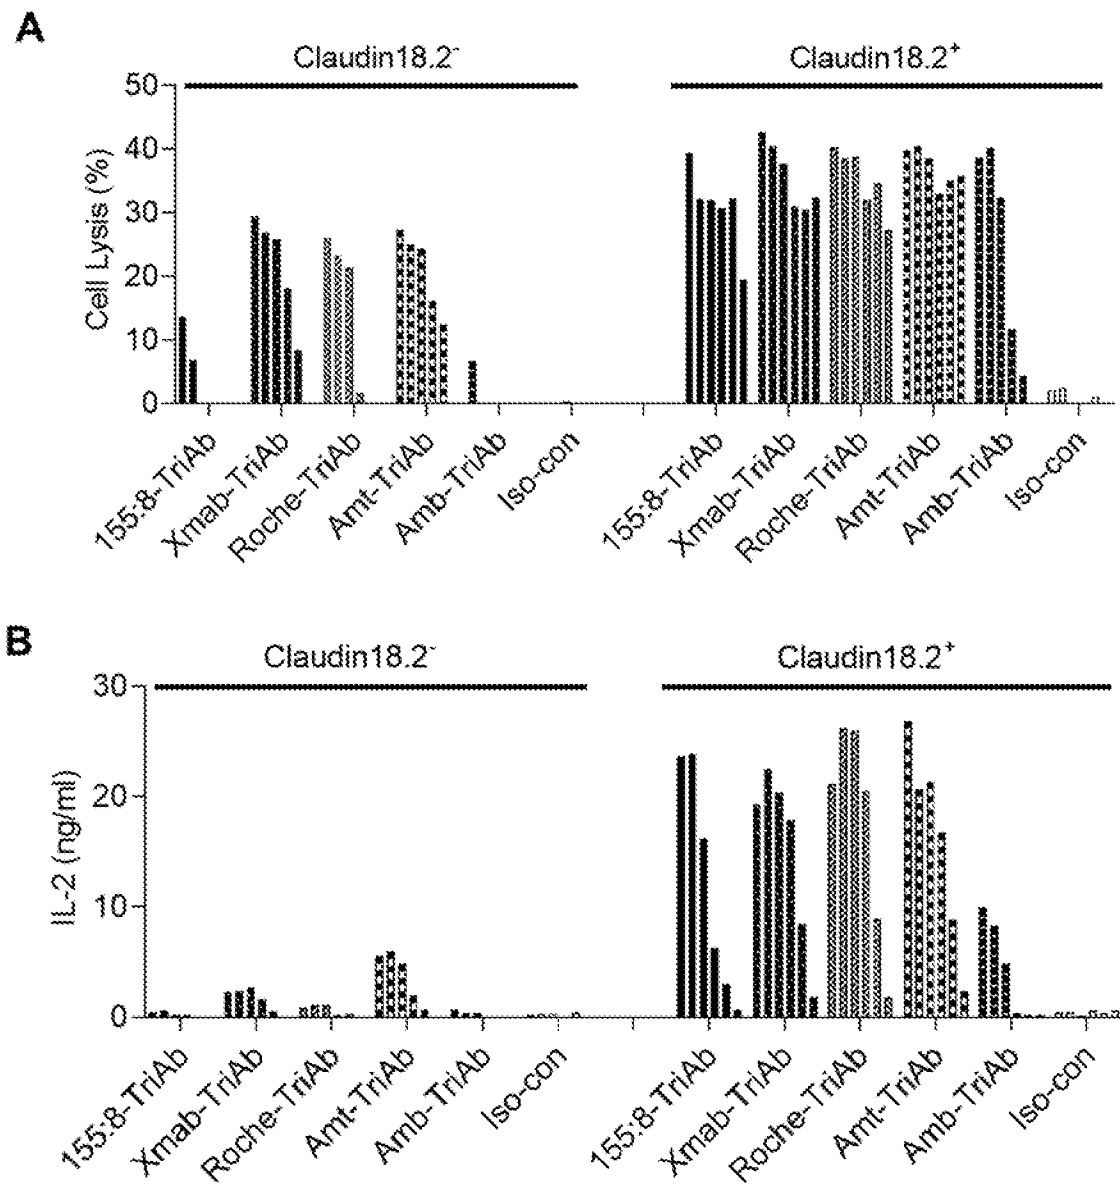 A
Claudin18.2⁻ Claudin18.2⁺
50
40
30
20
10
0
Cell Lysis (%)
155:8-TriAb Xmab-TriAb Roche-TriAb Amt-TriAb Amb-TriAb Iso-con 155:8-TriAb Xmab-TriAb Roche-TriAb Amt-TriAb Amb-TriAb Iso-con
B
Claudin18.2⁻ Claudin18.2⁺
30
20
10
0
IL-2 (ng/ml)
155:8-TriAb Xmab-TriAb Roche-TriAb Amt-TriAb Amb-TriAb Iso-con 155:8-TriAb Xmab-TriAb Roche-TriAb Amt-TriAb Amb-TriAb Iso-con